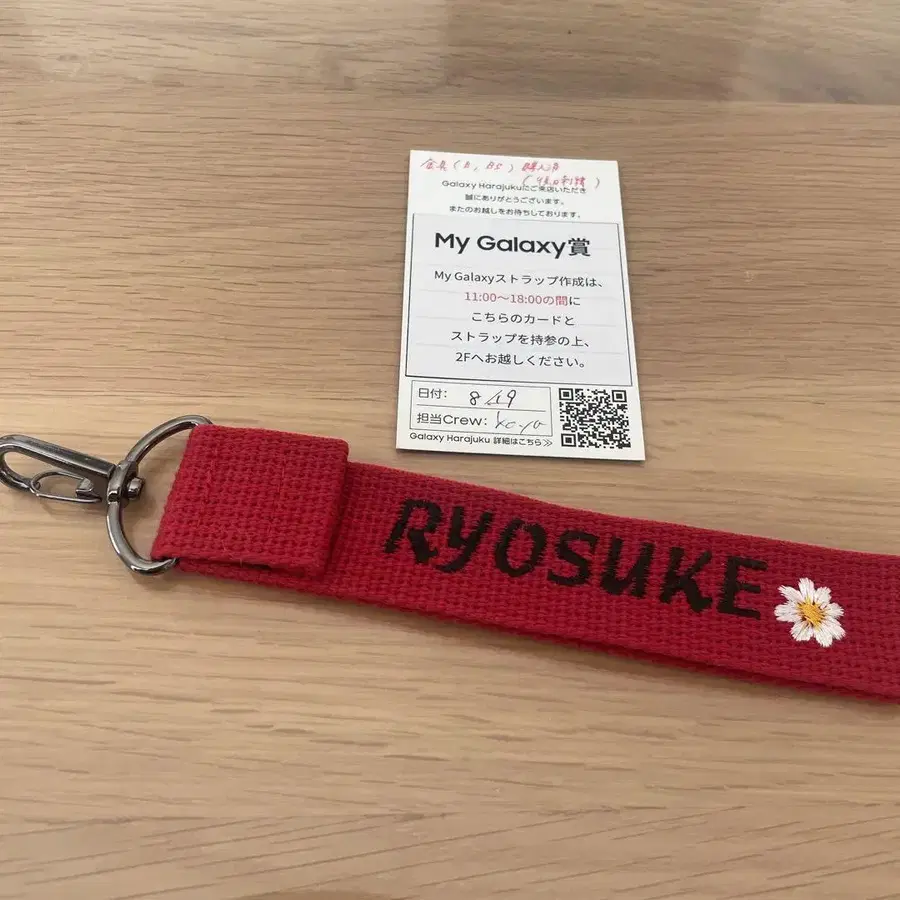 購入者
Galaxy Harajukuにご来店いただき
誠にありがとうございます。
またのお越しをお待ちしております。
My Galaxy賞
My Galaxyストラップ作成は、
11:00～18:00の間に
こちらのカードと
ストラップを持参の上、
2Fへお越しください。
日付： 8/19
担当Crew：
Galaxy Harajuku 詳細はこちら≫
RYOSUKE